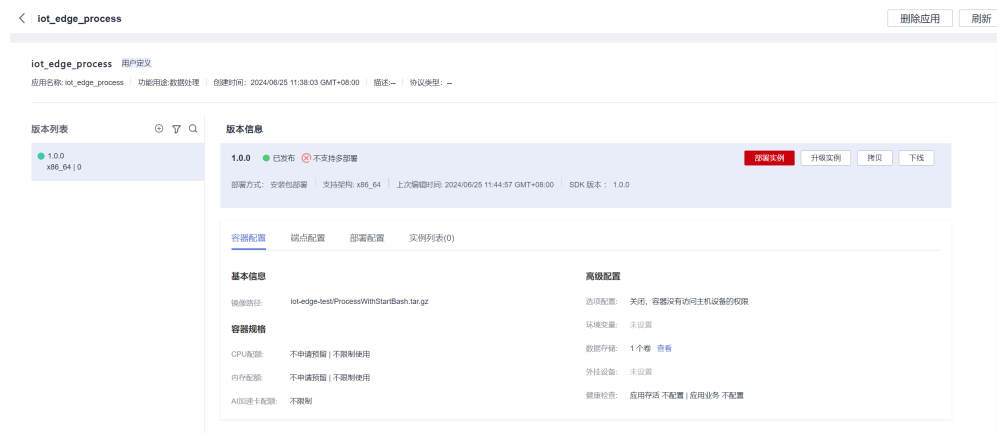 iot_edge_process
删除应用
刷新
iot_edge_process 用户定义
应用名称: iot_edge_process 功能用途:数据处理 创建时间: 2024/06/25 11:38:03 GMT+08:00 描述:-- 协议类型: --
版本列表
1.0.0
x86_64 | 0
版本信息
1.0.0 已发布 不支持多部署
部署实例 升级实例 拷贝 下线
部署方式: 安装包部署 支持架构: x86_64 上次编辑时间: 2024/06/25 11:44:57 GMT+08:00 SDK 版本 : 1.0.0
容器配置 端点配置 部署配置 实例列表(0)
基本信息
镜像路径: iot-edge-test/ProcessWithStartBash.tar.gz
容器规格
CPU配额: 不申请预留 | 不限制使用
内存配额: 不申请预留 | 不限制使用
AI加速卡配额: 不限制
高级配置
选项配置: 关闭，容器没有访问主机设备的权限
环境变量: 未设置
数据存储: 1 个卷 查看
外挂设备: 未设置
健康检查: 应用存活 不配置 | 应用业务 不配置